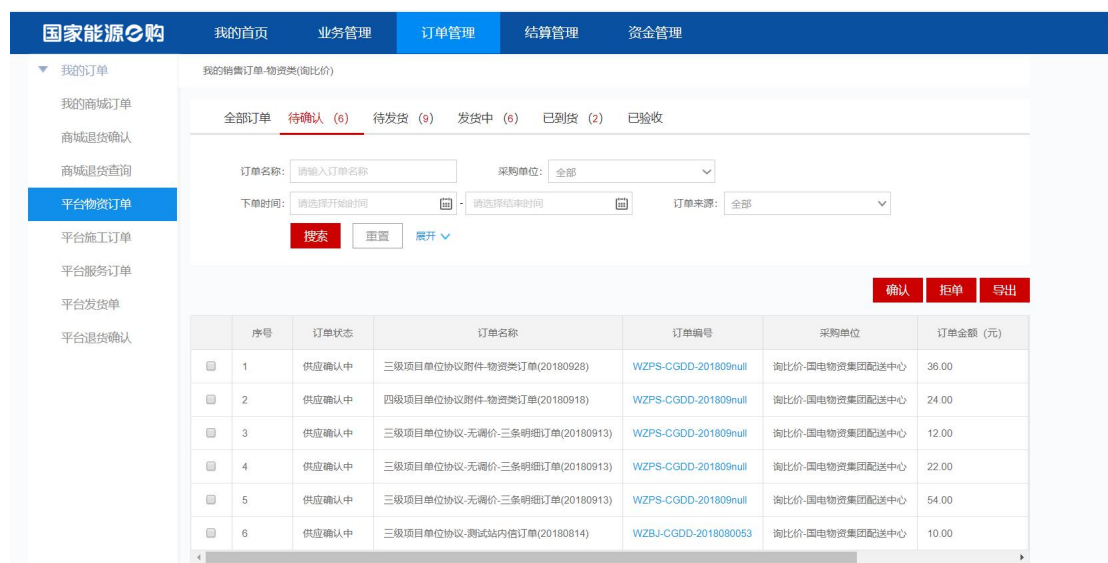 国家能源e购 我的首页 业务管理 订单管理 结算管理 资金管理
我的订单
我的商城订单
商城退货确认
商城退货查询
平台物资订单
平台施工订单
平台服务订单
平台发货单
平台退货确认
我的销售订单-物资类(询比价)
全部订单 待确认 (6) 待发货 (9) 发货中 (6) 已到货 (2) 已验收
订单名称: 请输入订单名称 采购单位: 全部
下单时间: 请选择开始时间 - 请选择结束时间 订单来源: 全部
搜索 重置 展开
确认 拒单 导出
序号 订单状态 订单名称 订单编号 采购单位 订单金额 (元)
1 供应确认中 三级项目单位协议附件-物资类订单(20180928) WZPS-CGDD-201809null 询比价-国电物资集团配送中心 36.00
2 供应确认中 四级项目单位协议附件-物资类订单(20180918) WZPS-CGDD-201809null 询比价-国电物资集团配送中心 24.00
3 供应确认中 三级项目单位协议-无调价-三条明细订单(20180913) WZPS-CGDD-201809null 询比价-国电物资集团配送中心 12.00
4 供应确认中 三级项目单位协议-无调价-三条明细订单(20180913) WZPS-CGDD-201809null 询比价-国电物资集团配送中心 22.00
5 供应确认中 三级项目单位协议-无调价-三条明细订单(20180913) WZPS-CGDD-201809null 询比价-国电物资集团配送中心 54.00
6 供应确认中 三级项目单位协议-测试站内信订单(20180814) WZBJ-CGDD-2018080053 询比价-国电物资集团配送中心 10.00